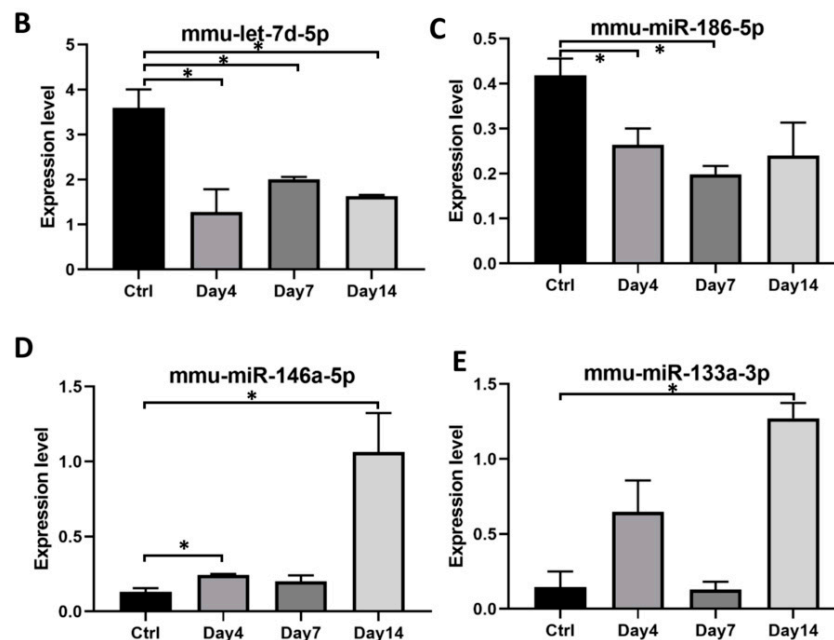 B
mmu-let-7d-5p
Expression level
5
4
3
2
1
0
*
*
*
Ctrl Day4 Day7 Day14
C
mmu-miR-186-5p
Expression level
0.5
0.4
0.3
0.2
0.1
0.0
*
*
Ctrl Day4 Day7 Day14
D
mmu-miR-146a-5p
Expression level
1.5
1.0
0.5
0.0
*
*
Ctrl Day4 Day7 Day14
E
mmu-miR-133a-3p
Expression level
1.5
1.0
0.5
0.0
*
Ctrl Day4 Day7 Day14